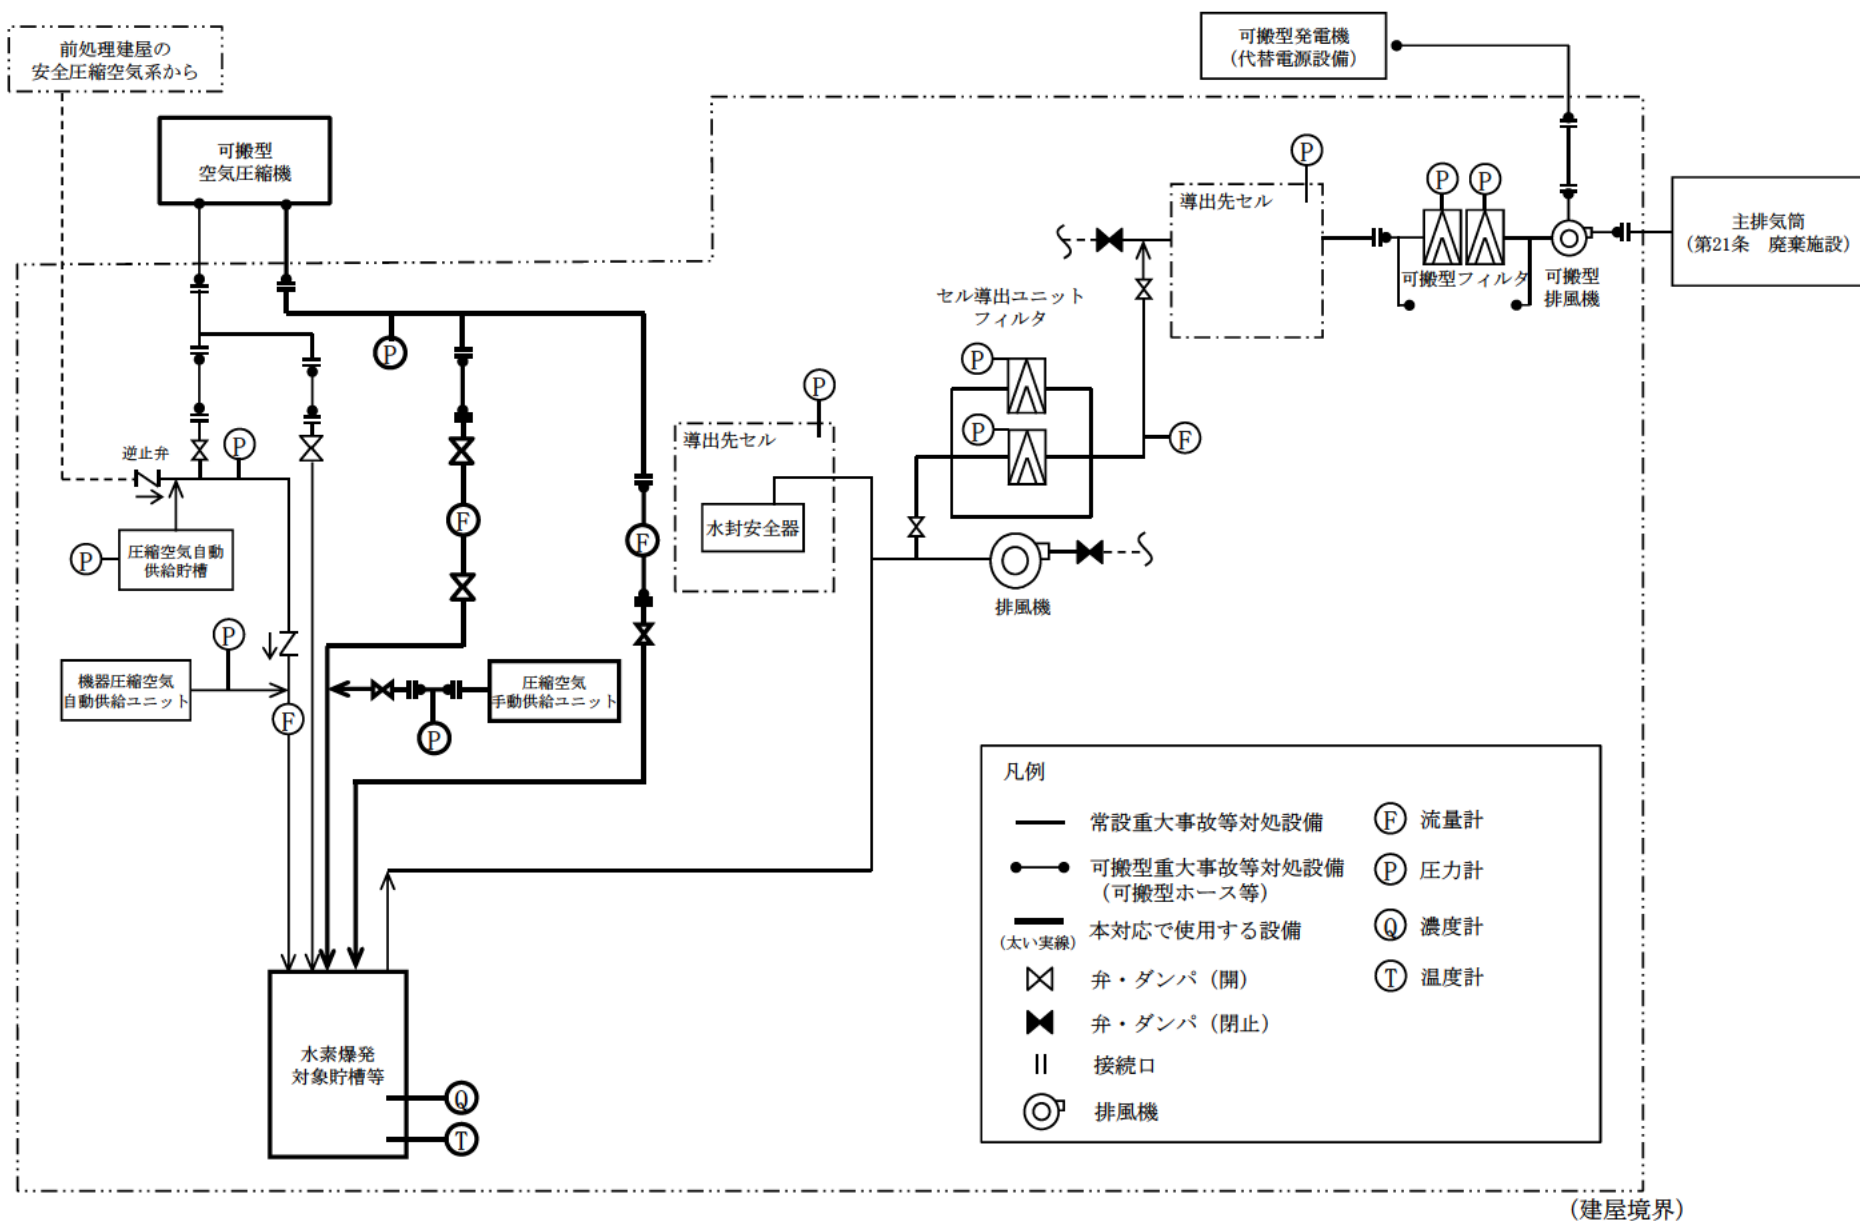 前処理建屋の
安全圧縮空気系から
可搬型
空気圧縮機
可搬型発電機
(代替電源設備)
P
導出先セル
P
P
主排気筒
(第21条　廃棄施設)
可搬型フィルタ
可搬型
排風機
セル導出ユニット
フィルタ
P
P
P
P
導出先セル
F
逆止弁
P
F
水封安全器
F
圧縮空気自動
供給貯槽
P
排風機
P
機器圧縮空気
自動供給ユニット
F
圧縮空気
手動供給ユニット
P
水素爆発
対象貯槽等
Q
T
凡例
常設重大事故等対処設備
可搬型重大事故等対処設備
(可搬型ホース等)
(太い実線)
本対応で使用する設備
弁・ダンパ (開)
弁・ダンパ (閉止)
接続口
排風機
F 流量計
P 圧力計
Q 濃度計
T 温度計
(建屋境界)